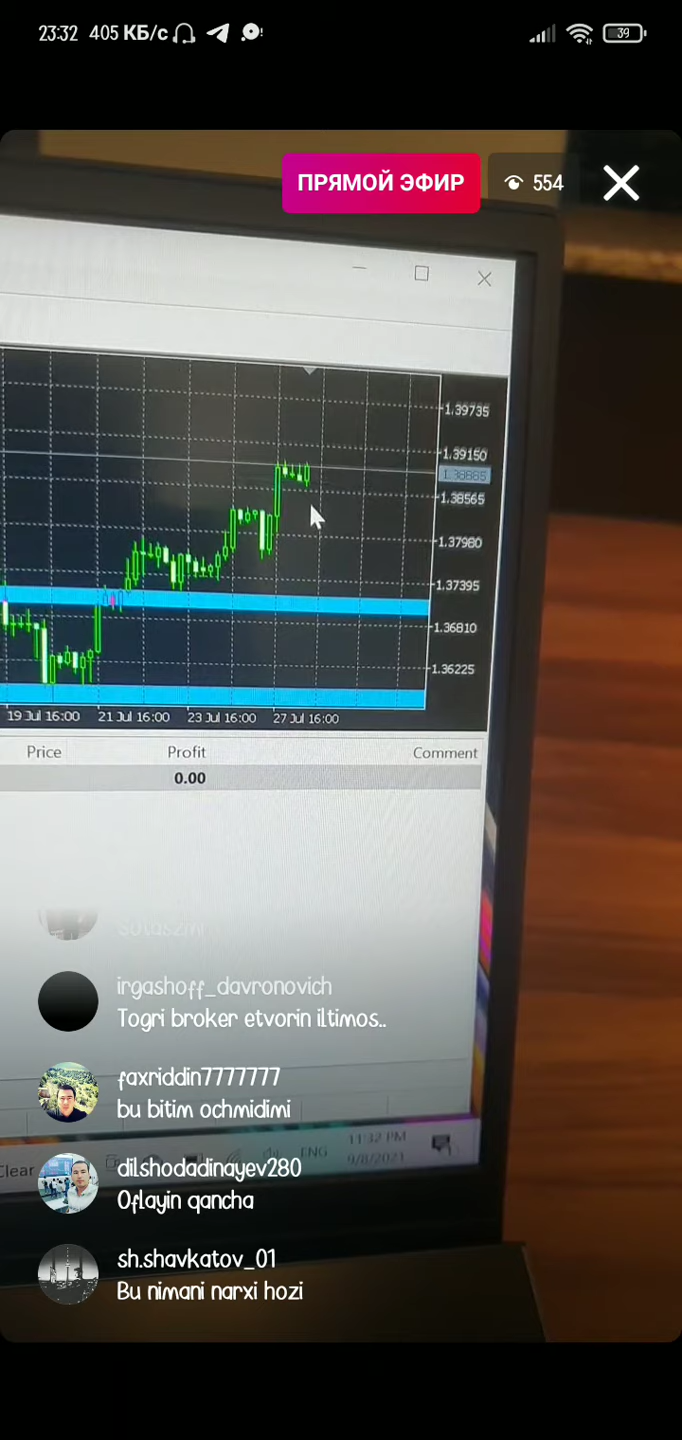 23:32 405 КБ/с 39
ПРЯМОЙ ЭФИР 554
1.39735
1.39150
1.38565
1.37980
1.37395
1.36810
1.36225
19 Jul 16:00 21 Jul 16:00 23 Jul 16:00 27 Jul 16:00
Price Profit Comment
0.00
irgashoff_davronovich
Togri broker etvorin iltimos..
faxriddin7777777
bu bitim ochmidimi
11:32 PM
Clear ENG
9/8/2021
dilshodadinayev280
Oflayin qancha
sh.shavkatov_01
Bu nimani narxi hozi